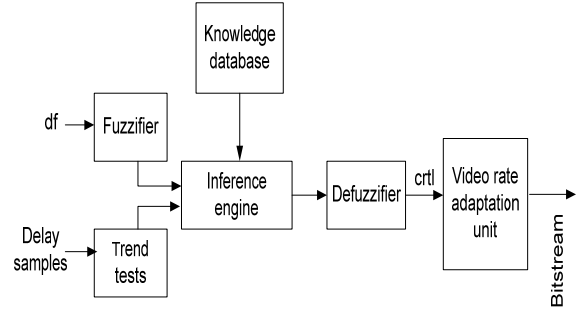 Knowledge
database
df
Fuzzifier
Inference
engine
Defuzzifier
crtl
Video rate
adaptation
unit
Delay
samples
Trend
tests
Bitstream